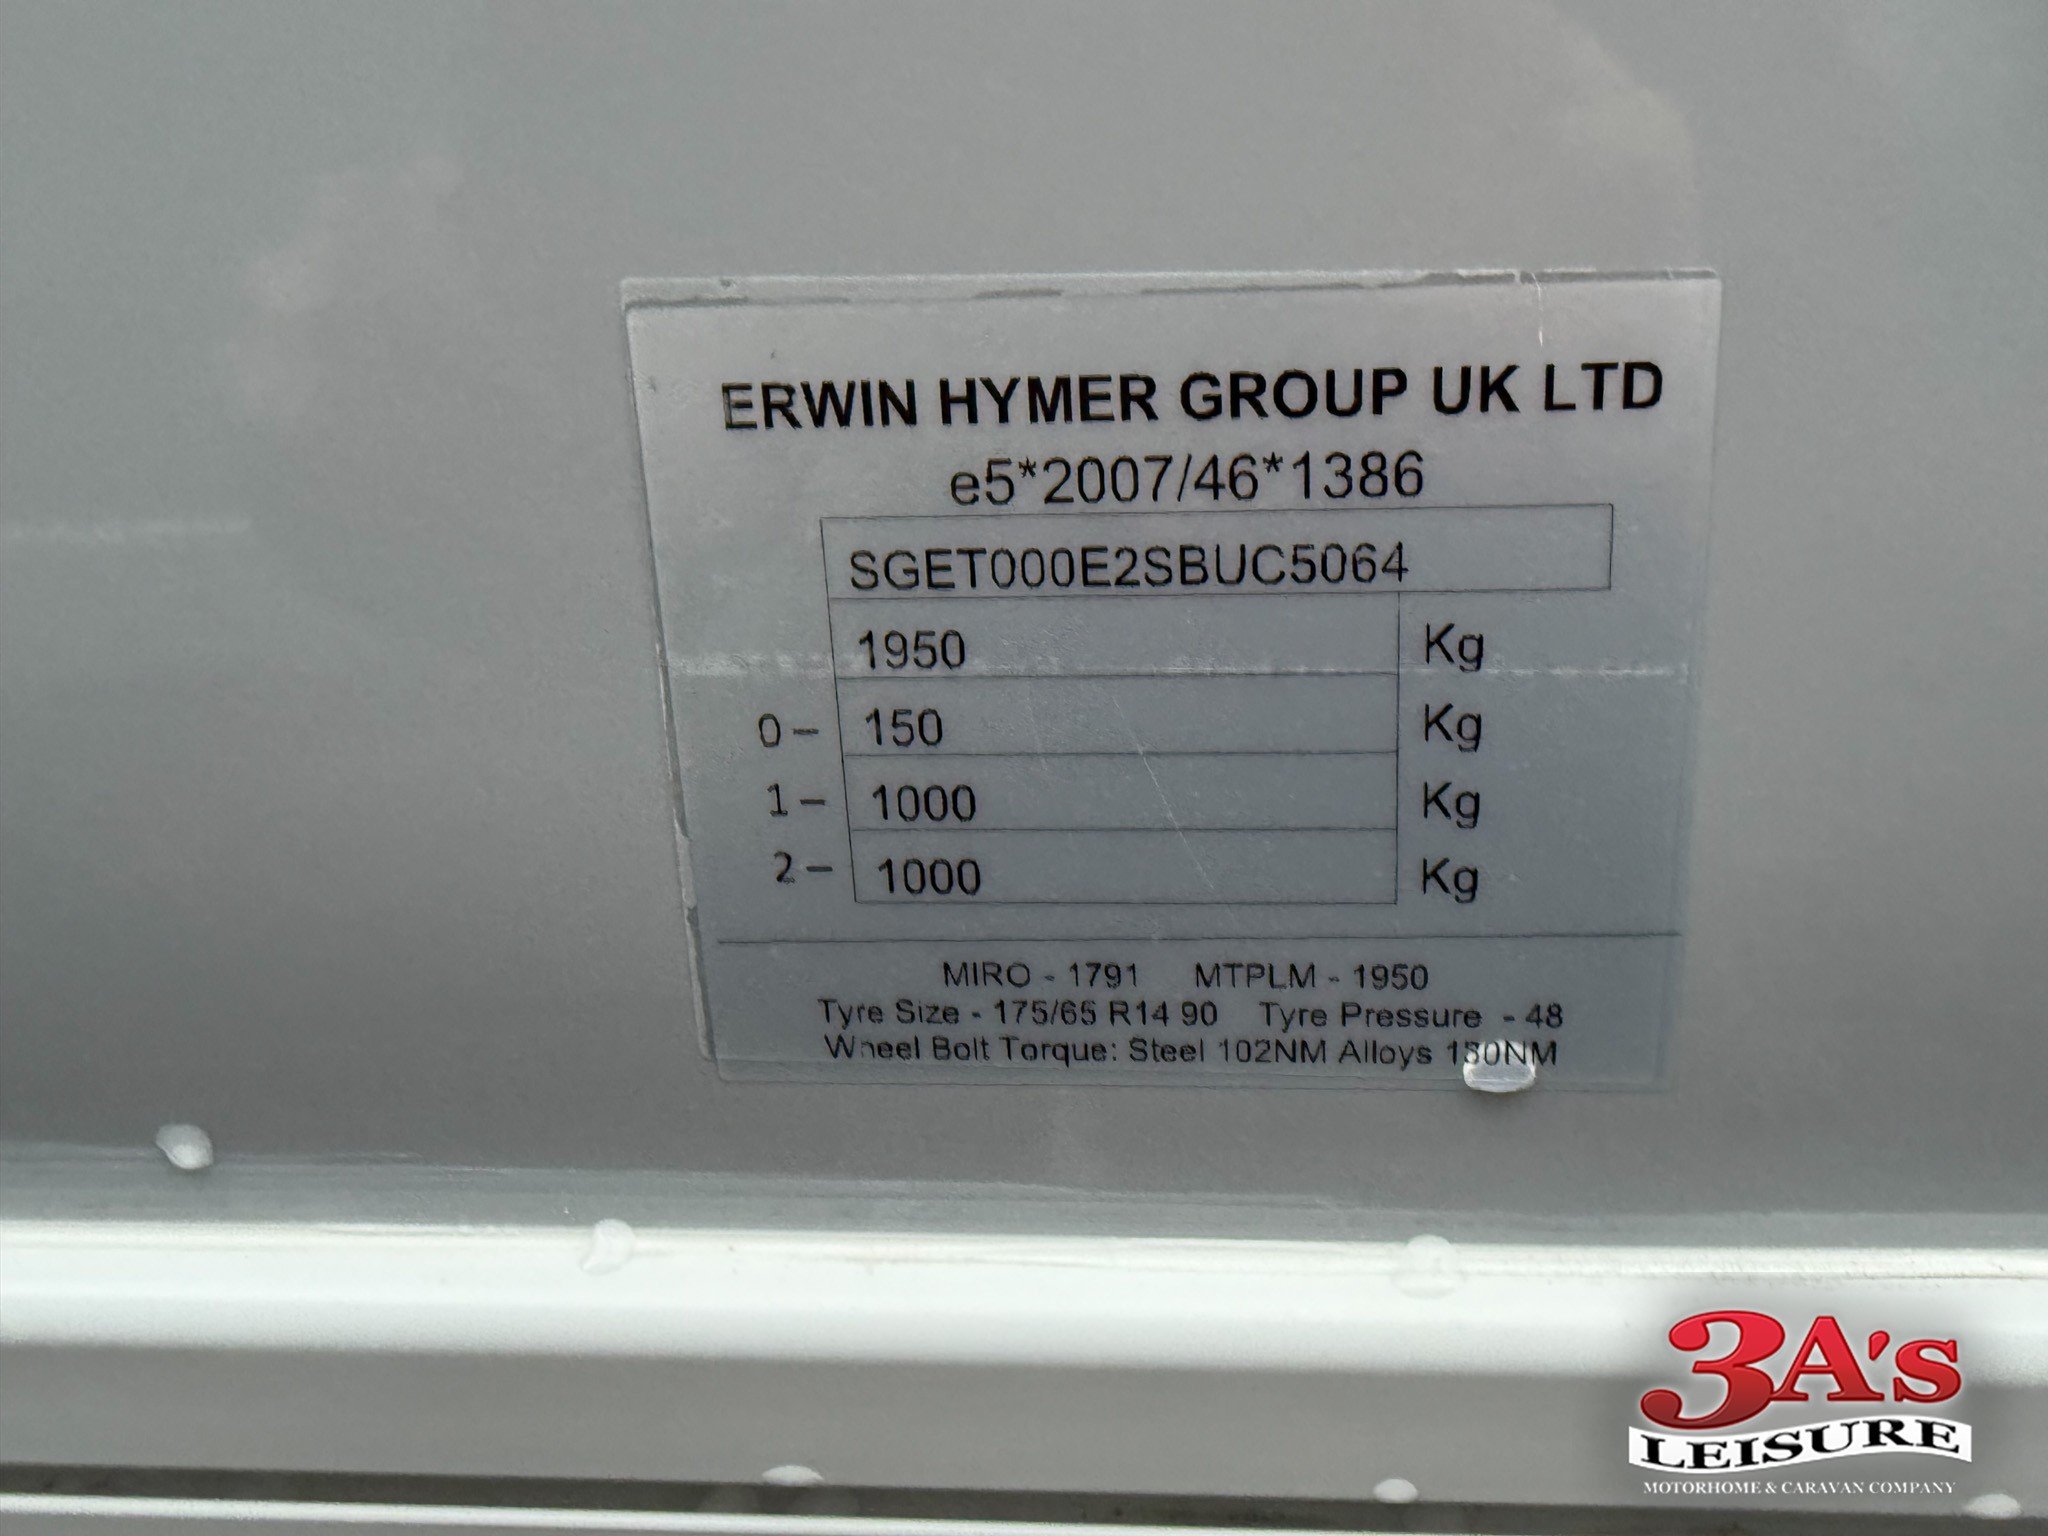 ERWIN HYMER GROUP UK LTD
e5*2007/46*1386
SGET000E2SBUC5064
1950 Kg
0 – 150 Kg
1 – 1000 Kg
2 – 1000 Kg
MIRO - 1791 MTPLM - 1950
Tyre Size - 175/65 R14 90 Tyre Pressure - 48
Wheel Bolt Torque: Steel 102NM Alloys
3A's
LEISURE
MOTORHOME & CARAVAN COMPANY